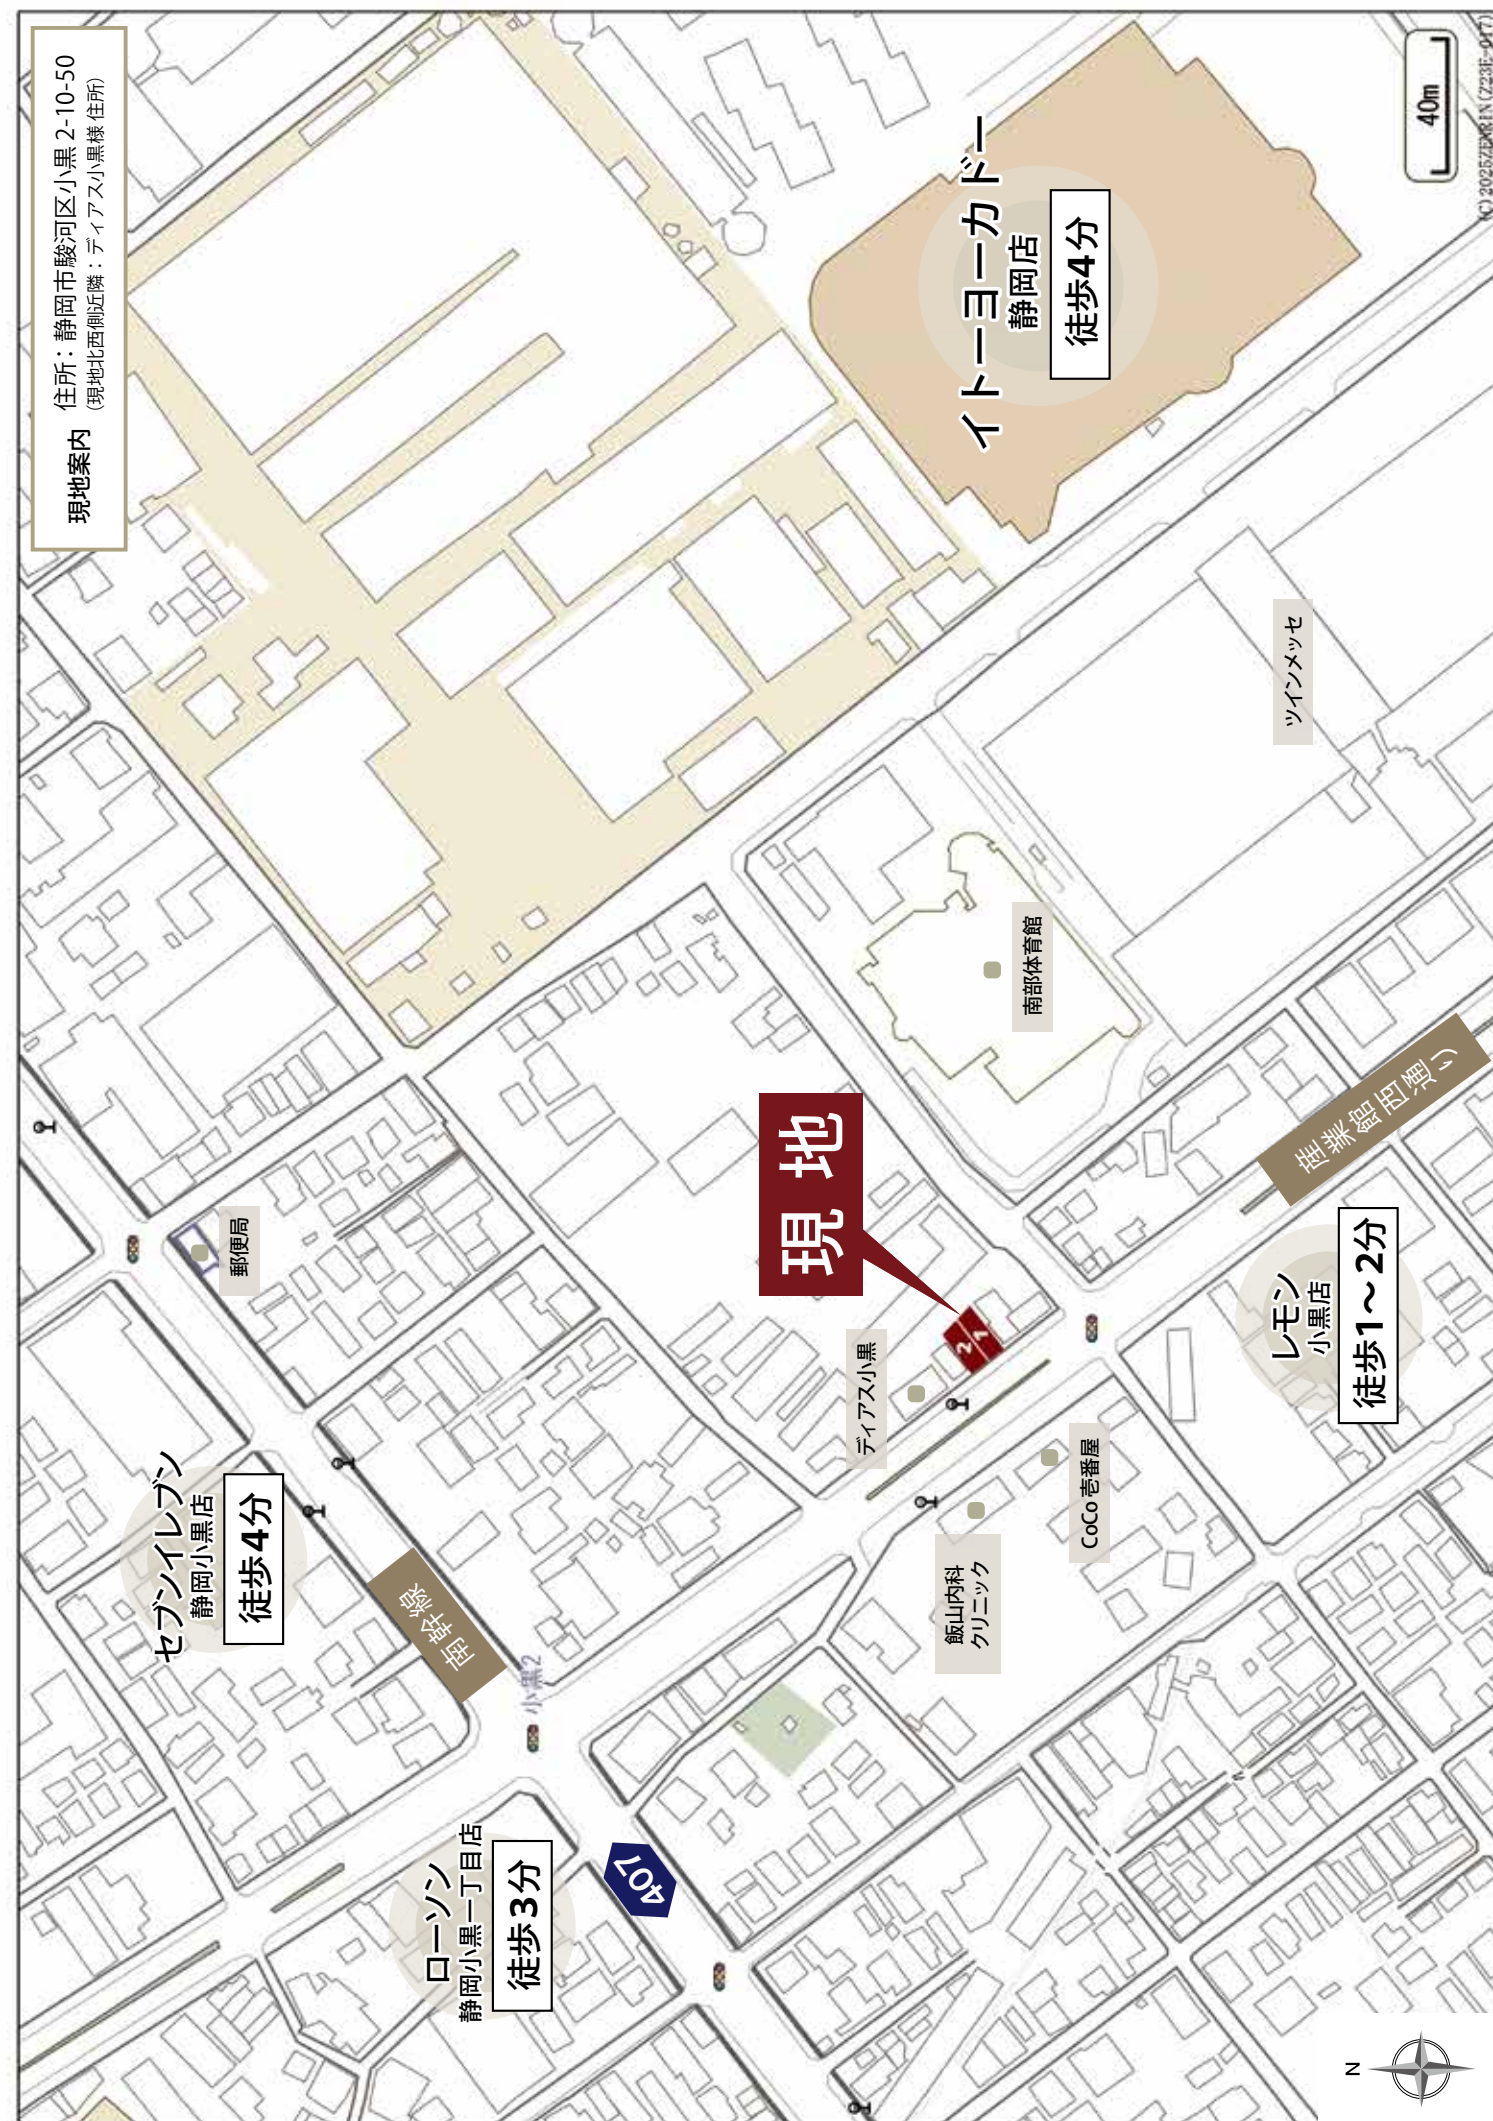 現地案内 住所：静岡市駿河区小黒 2-10-50
(現地北西側近隣：ディアス小黒様 住所)
40m
(C) 2025ZENRIN (Z23E-017)
イトーヨーカドー
静岡店
徒歩4分
ツインメッセ
南部体育館
産業館西通り
現 地
2
1
ディアス小黒
郵便局
レモン
小黒店
徒歩1〜2分
CoCo 壱番屋
飯山内科
クリニック
セブンイレブン
静岡小黒店
徒歩4分
南幹線
小黒2
407
ローソン
静岡小黒一丁目店
徒歩3分
N